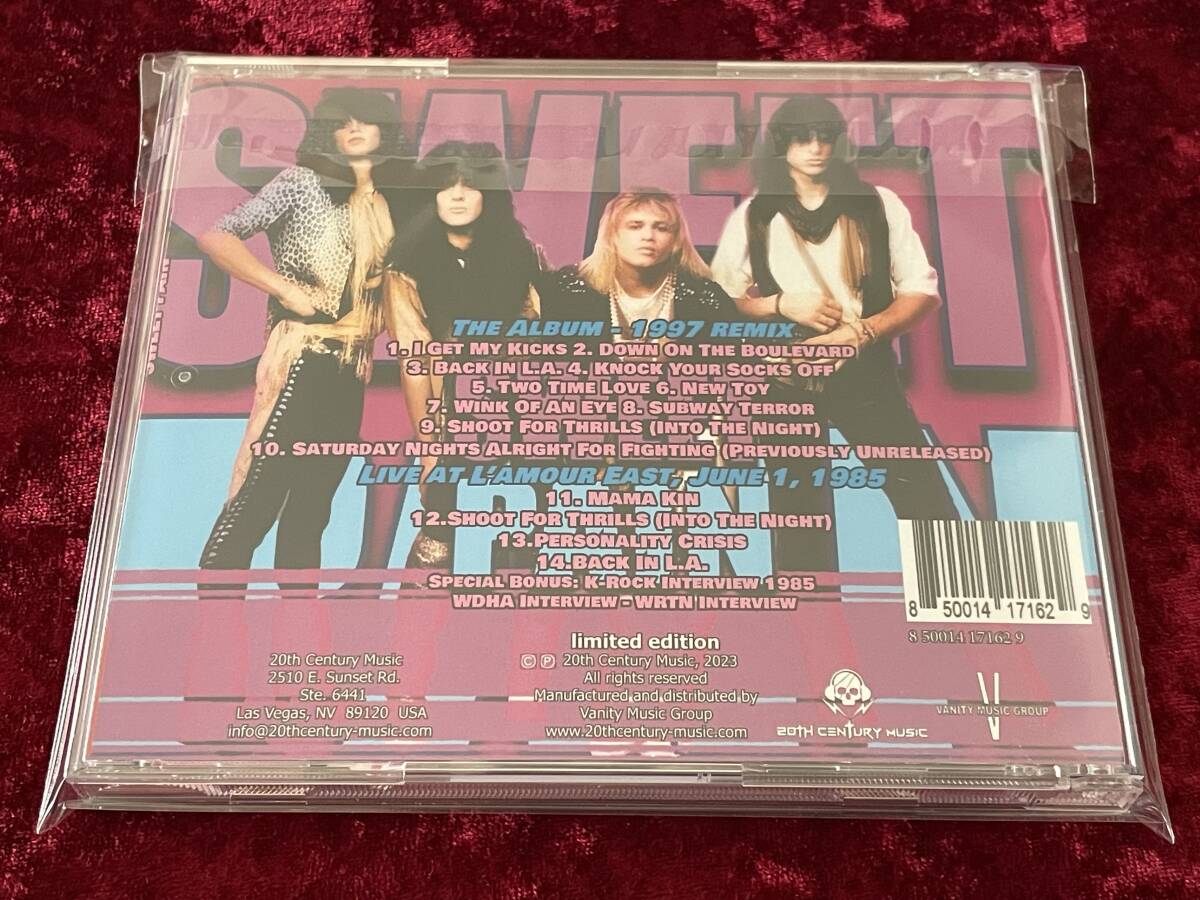 SWEET
THE ALBUM - 1997 REMIX
1. I GET MY KICKS 2. DOWN ON THE BOULEVARD
3. BACK IN L.A. 4. KNOCK YOUR SOCKS OFF
5. TWO TIME LOVE 6. NEW TOY
7. WINK OF AN EYE 8. SUBWAY TERROR
9. SHOOT FOR THRILLS (INTO THE NIGHT)
10. SATURDAY NIGHTS ALRIGHT FOR FIGHTING (PREVIOUSLY UNRELEASED)
LIVE AT L'AMOUR EAST, JUNE 1, 1985
11. MAMA KIN
12.SHOOT FOR THRILLS (INTO THE NIGHT)
13.PERSONALITY CRISIS
14.BACK IN L.A.
SPECIAL BONUS: K-ROCK INTERVIEW 1985
WDHA INTERVIEW - WRTN INTERVIEW
8 50014 17162 9
8 50014 17162 9
20th Century Music
2510 E. Sunset Rd.
Ste. 6441
Las Vegas, NV 89120 USA
info@20thcentury-music.com
limited edition
© ℗ 20th Century Music, 2023
All rights reserved
Manufactured and distributed by
Vanity Music Group
www.20thcentury-music.com
20TH CENTURY MUSIC
V
VANITY MUSIC GROUP